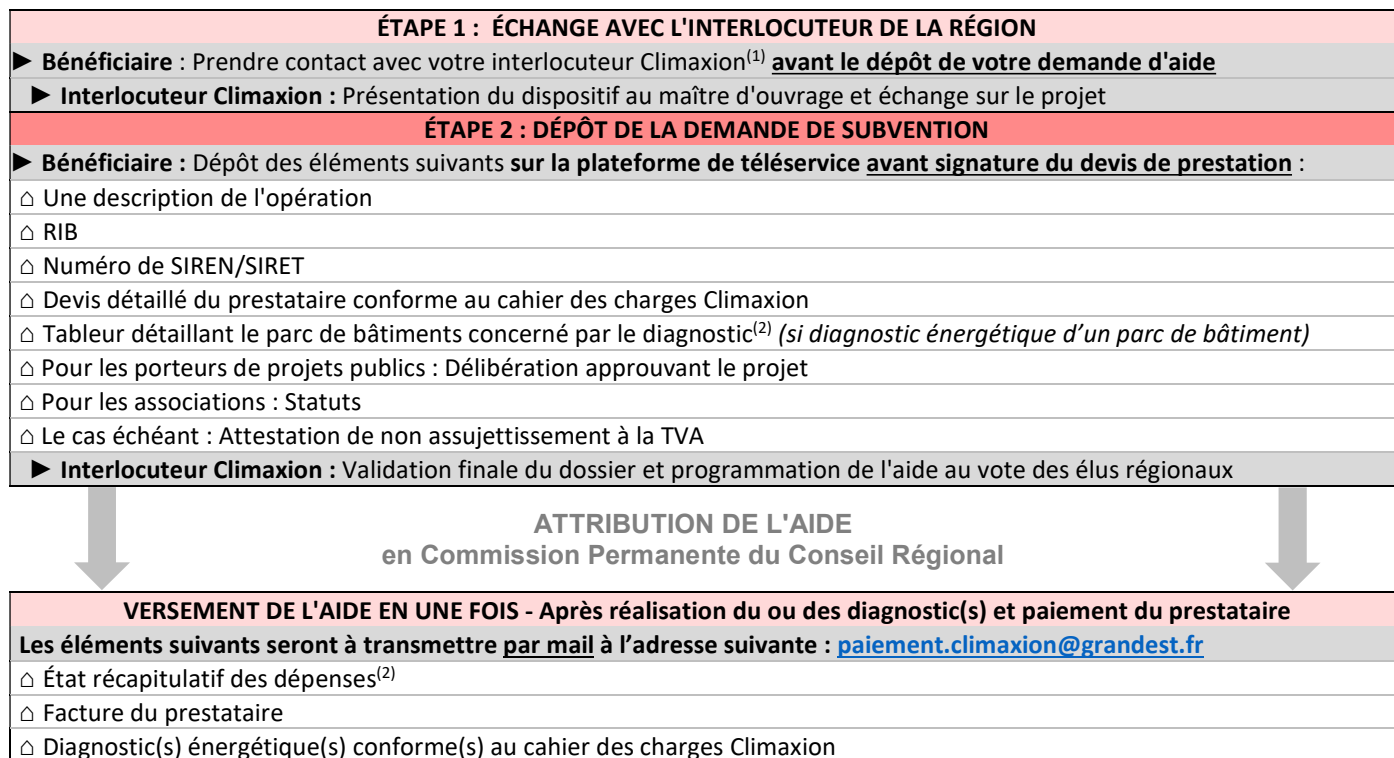 ÉTAPE 1 : ÉCHANGE AVEC L'INTERLOCUTEUR DE LA RÉGION
► Bénéficiaire : Prendre contact avec votre interlocuteur Climaxion(1) avant le dépôt de votre demande d'aide
► Interlocuteur Climaxion : Présentation du dispositif au maître d'ouvrage et échange sur le projet
ÉTAPE 2 : DÉPÔT DE LA DEMANDE DE SUBVENTION
► Bénéficiaire : Dépôt des éléments suivants sur la plateforme de téléservice avant signature du devis de prestation :
⌂ Une description de l'opération
⌂ RIB
⌂ Numéro de SIREN/SIRET
⌂ Devis détaillé du prestataire conforme au cahier des charges Climaxion
⌂ Tableur détaillant le parc de bâtiments concerné par le diagnostic(2) (si diagnostic énergétique d’un parc de bâtiment)
⌂ Pour les porteurs de projets publics : Délibération approuvant le projet
⌂ Pour les associations : Statuts
⌂ Le cas échéant : Attestation de non assujettissement à la TVA
► Interlocuteur Climaxion : Validation finale du dossier et programmation de l'aide au vote des élus régionaux
ATTRIBUTION DE L'AIDE
en Commission Permanente du Conseil Régional
VERSEMENT DE L'AIDE EN UNE FOIS - Après réalisation du ou des diagnostic(s) et paiement du prestataire
Les éléments suivants seront à transmettre par mail à l’adresse suivante : paiement.climaxion@grandest.fr
⌂ État récapitulatif des dépenses(2)
⌂ Facture du prestataire
⌂ Diagnostic(s) énergétique(s) conforme(s) au cahier des charges Climaxion